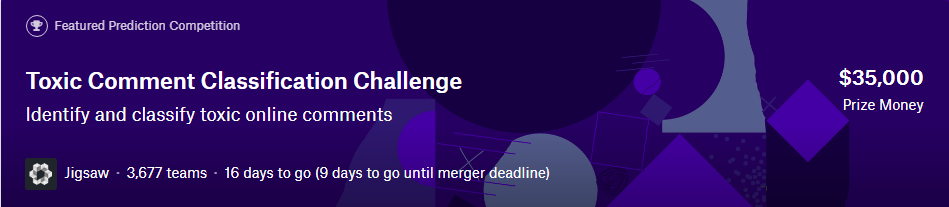 Featured Prediction Competition
Toxic Comment Classification Challenge
$35,000
Identify and classify toxic online comments
Prize Money
Jigsaw · 3,677 teams · 16 days to go (9 days to go until merger deadline)